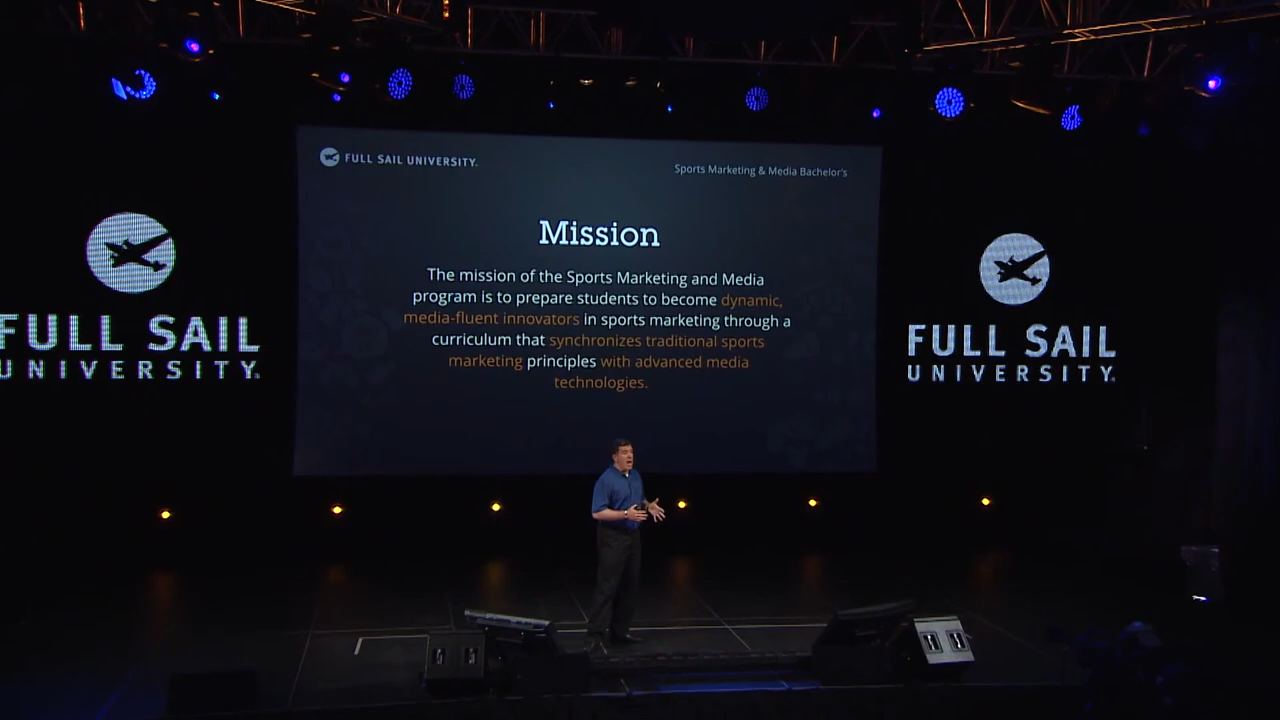 FULL SAIL UNIVERSITY.
Sports Marketing & Media Bachelor's
Mission
The mission of the Sports Marketing and Media
program is to prepare students to become dynamic,
media-fluent innovators in sports marketing through a
curriculum that synchronizes traditional sports
marketing principles with advanced media
technologies.
FULL SAIL
UNIVERSITY.
FULL SAIL
UNIVERSITY.